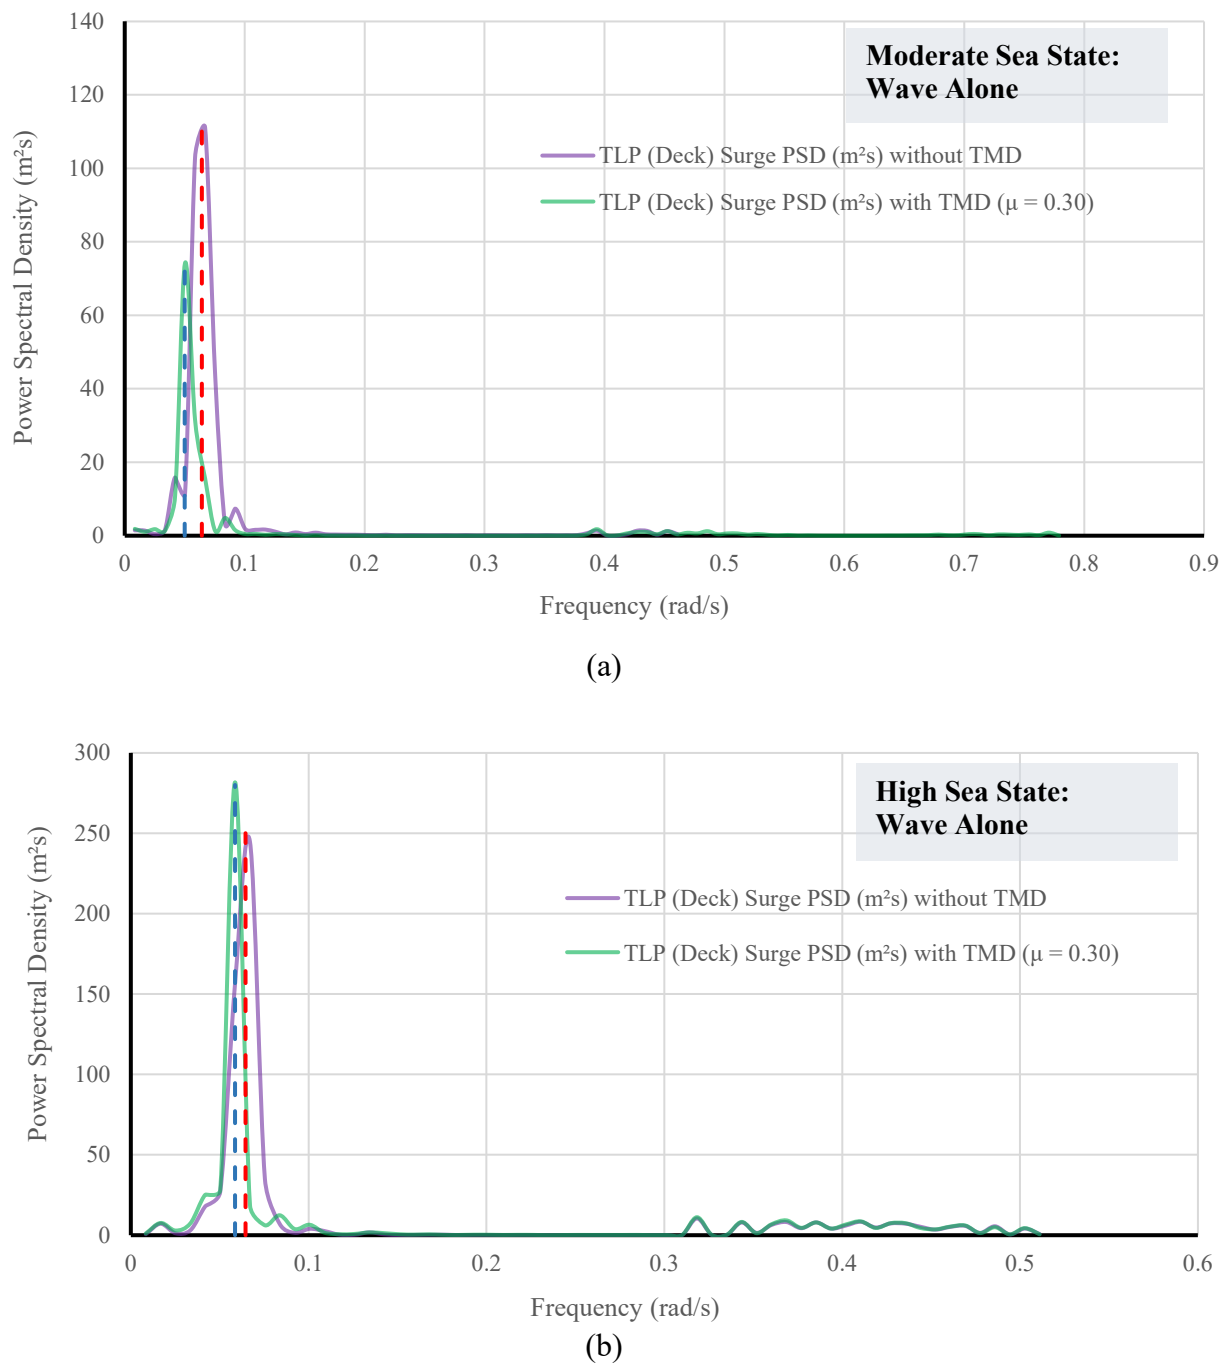 140
120
100
80
60
40
20
0
Power Spectral Density (m²s)
Moderate Sea State:
Wave Alone
TLP (Deck) Surge PSD (m²s) without TMD
TLP (Deck) Surge PSD (m²s) with TMD (μ = 0.30)
0 0.1 0.2 0.3 0.4 0.5 0.6 0.7 0.8 0.9
Frequency (rad/s)
(a)
300
250
200
150
100
50
0
Power Spectral Density (m²s)
High Sea State:
Wave Alone
TLP (Deck) Surge PSD (m²s) without TMD
TLP (Deck) Surge PSD (m²s) with TMD (μ = 0.30)
0 0.1 0.2 0.3 0.4 0.5 0.6
Frequency (rad/s)
(b)